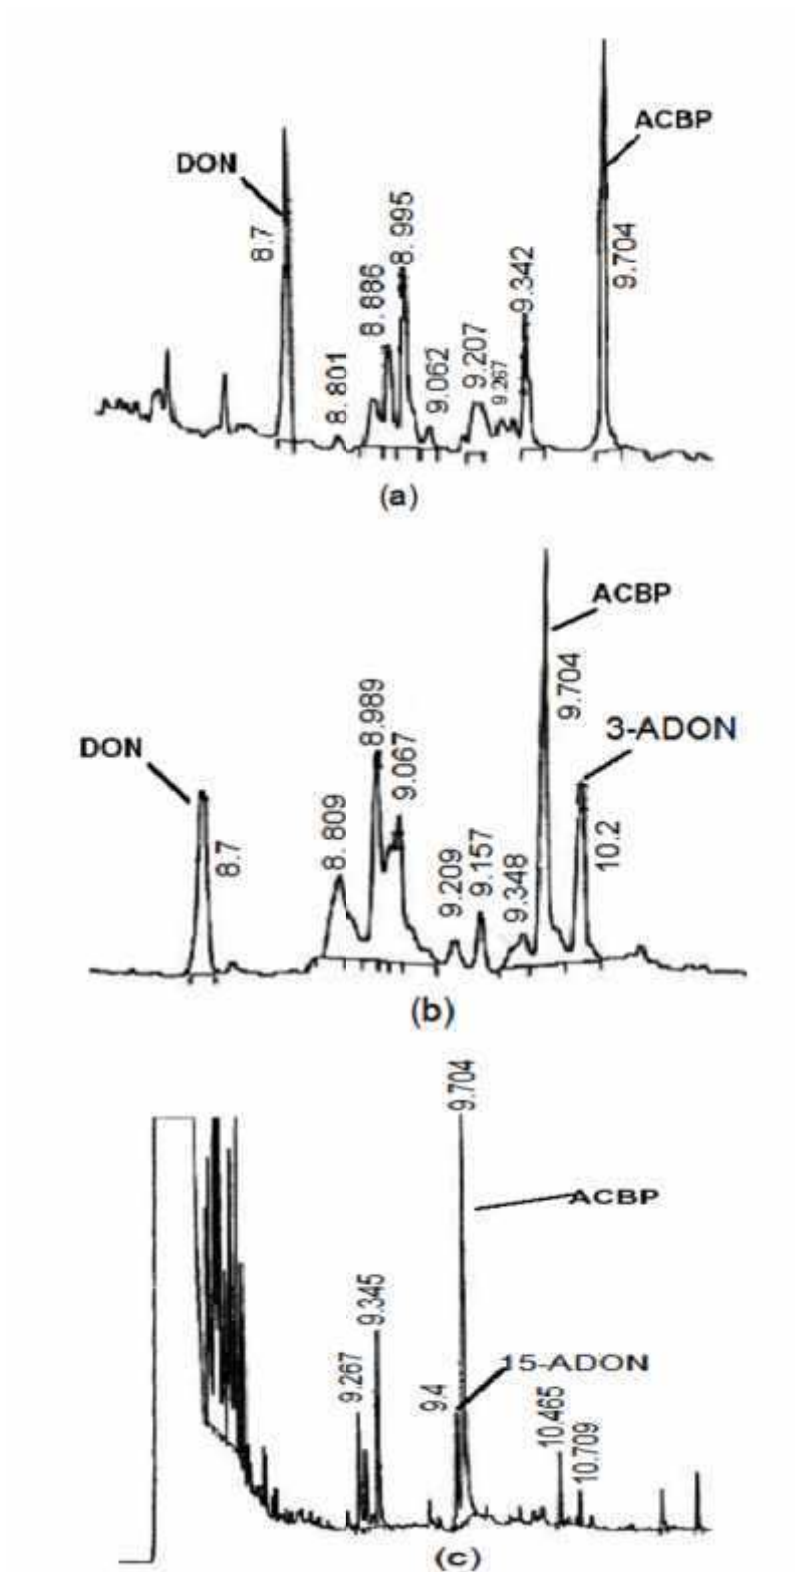 DON
8.7
8.801
8.886
8.995
9.062
9.207
9.267
9.342
ACBP
9.704
(a)
DON
8.7
8.809
8.989
9.067
9.209
9.157
9.348
ACBP
9.704
3-ADON
10.2
(b)
9.267
9.345
9.4
9.704
ACBP
15-ADON
10.465
10.709
(c)